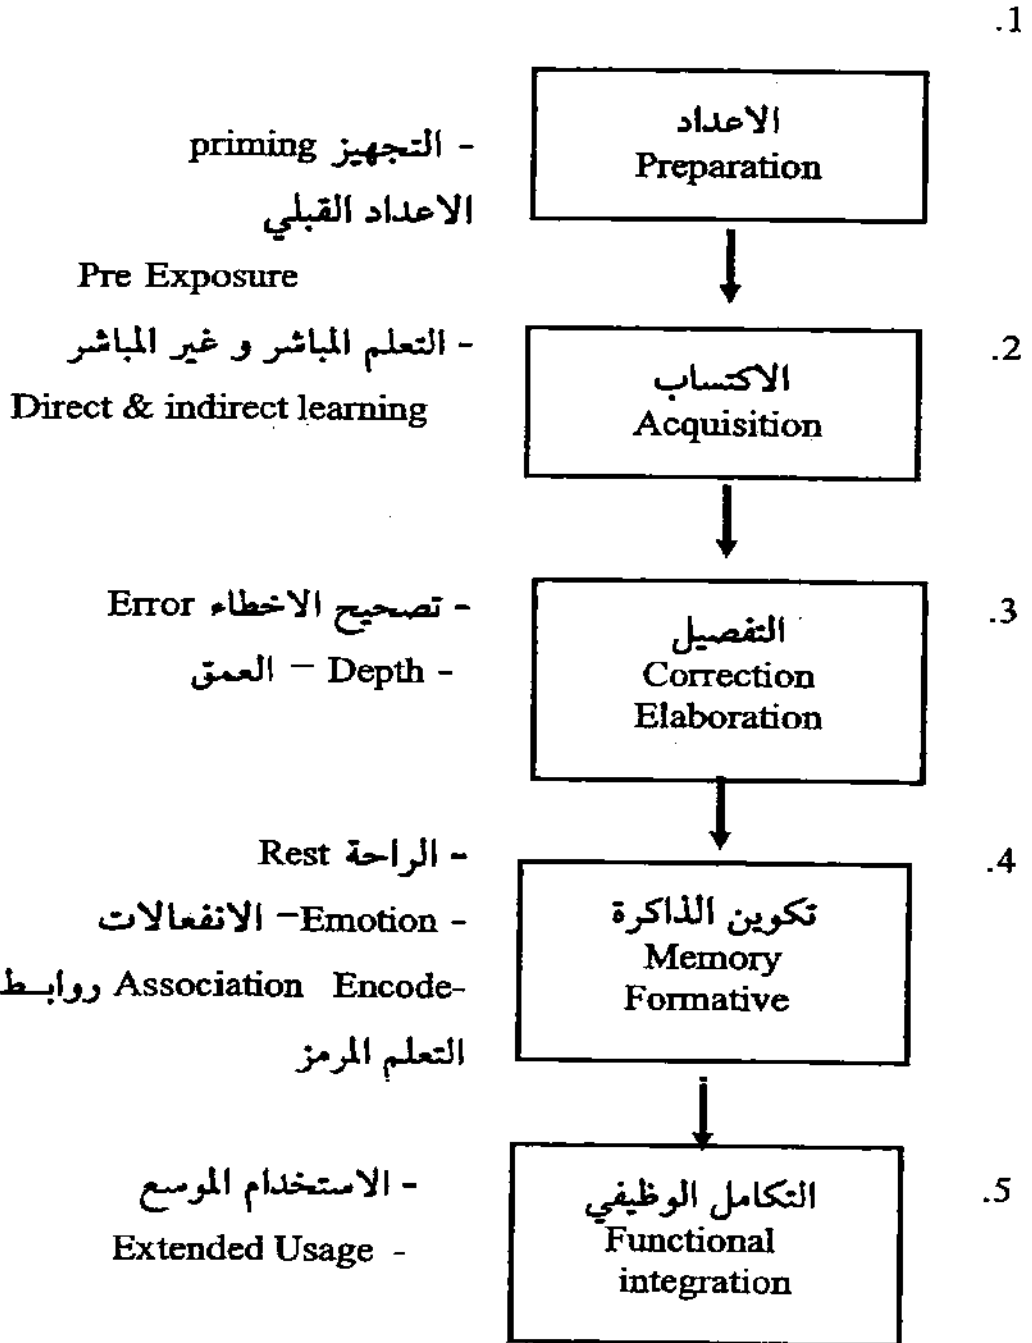 .1
الاعداد
Preparation
- التجهيز priming
الاعداد القبلي
Pre Exposure
.2
الاكتساب
Acquisition
- التعلم المباشر و غير المباشر
Direct & indirect learning
.3
التفصيل
Correction
Elaboration
- تصحيح الاخطاء Error
- Depth – العمق
.4
تكوين الذاكرة
Memory
Formative
- الراحة Rest
- Emotion– الانفعالات
-Association Encode روابـط
التعلم المرمز
.5
التكامل الوظيفي
Functional
integration
- الاستخدام الموسع
Extended Usage -